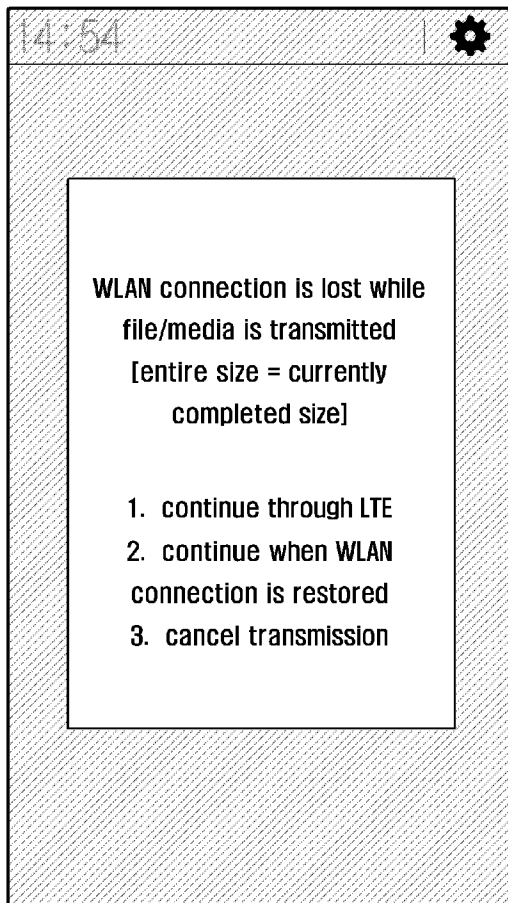 14:54
WLAN connection is lost while
file/media is transmitted
[entire size = currently
completed size]
1. continue through LTE
2. continue when WLAN
connection is restored
3. cancel transmission